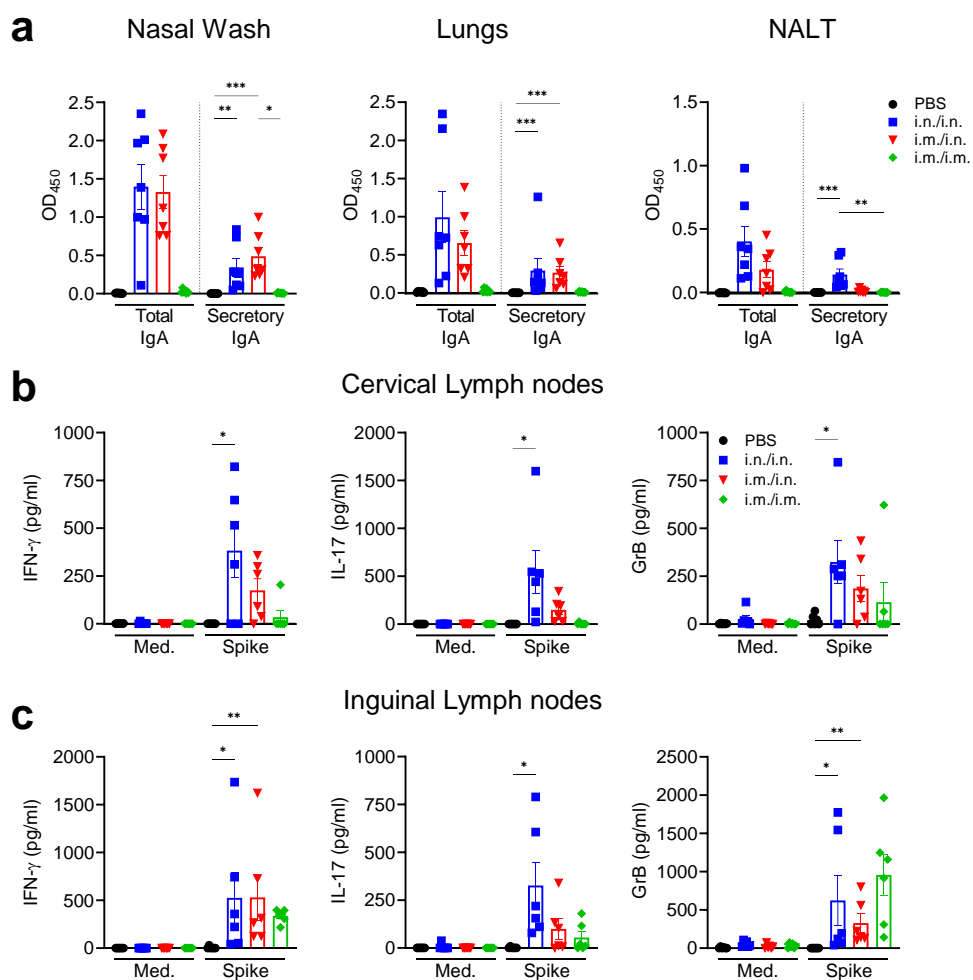 a
Nasal Wash
Lungs
NALT
*** ** *
*** ***
*** **
PBS
i.n./i.n.
i.m./i.n.
i.m./i.m.
OD450
2.5
2.0
1.5
1.0
0.5
0.0
Total IgA
Secretory IgA
OD450
2.5
2.0
1.5
1.0
0.5
0.0
Total IgA
Secretory IgA
OD450
1.5
1.0
0.5
0.0
Total IgA
Secretory IgA
b
Cervical Lymph nodes
IFN-γ (pg/ml)
1000
750
500
250
0
*
Med.
Spike
IL-17 (pg/ml)
2000
1500
1000
500
0
*
Med.
Spike
GrB (pg/ml)
1000
750
500
250
0
*
PBS
i.n./i.n.
i.m./i.n.
i.m./i.m.
Med.
Spike
c
Inguinal Lymph nodes
IFN-γ (pg/ml)
2000
1500
1000
500
0
**
*
Med.
Spike
IL-17 (pg/ml)
1000
750
500
250
0
*
Med.
Spike
GrB (pg/ml)
2500
2000
1500
1000
500
0
**
*
Med.
Spike